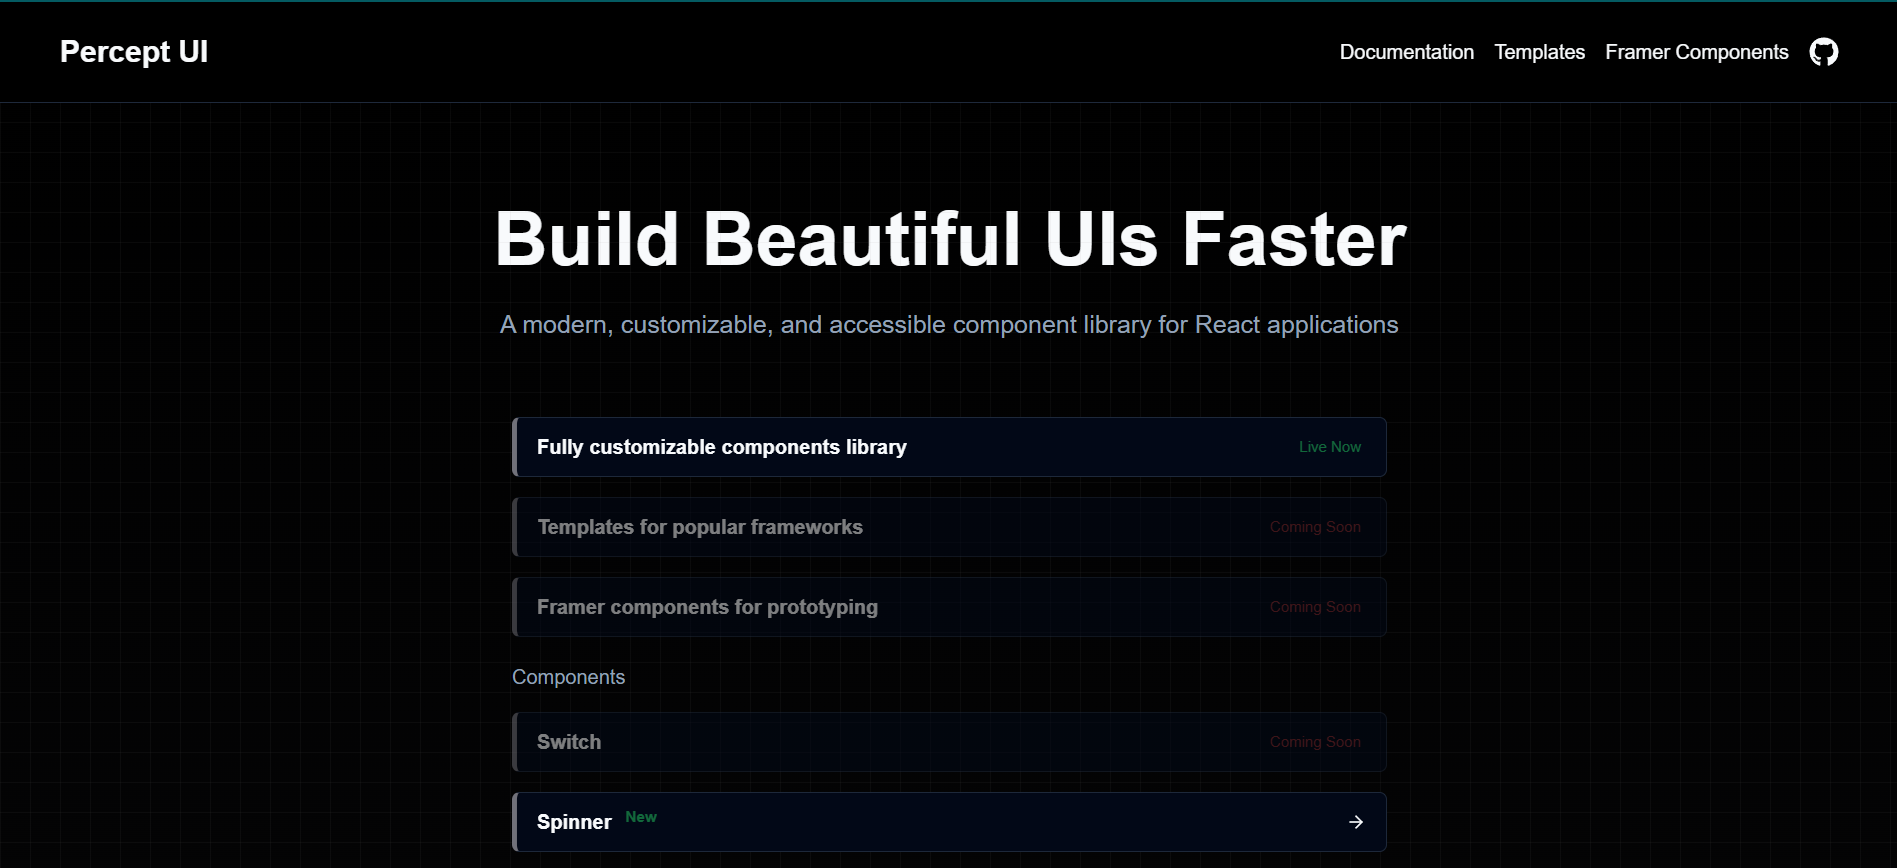 Percept UI
Documentation Templates Framer Components
Build Beautiful UIs Faster
A modern, customizable, and accessible component library for React applications
Fully customizable components library Live Now
Templates for popular frameworks Coming Soon
Framer components for prototyping Coming Soon
Components
Switch Coming Soon
Spinner New